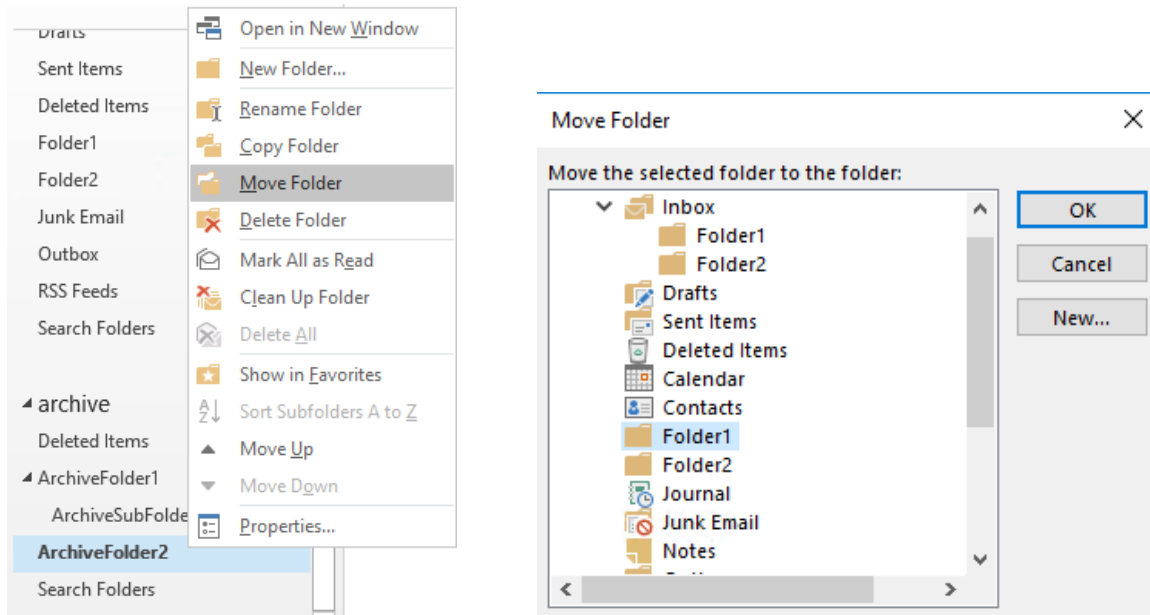 Drafts
Sent Items
Deleted Items
Folder1
Folder2
Junk Email
Outbox
RSS Feeds
Search Folders
archive
Deleted Items
ArchiveFolder1
ArchiveSubFolde
ArchiveFolder2
Search Folders
Open in New Window
New Folder...
Rename Folder
Copy Folder
Move Folder
Delete Folder
Mark All as Read
Clean Up Folder
Delete All
Show in Favorites
Sort Subfolders A to Z
Move Up
Move Down
Properties...
Move Folder
Move the selected folder to the folder:
Inbox
Folder1
Folder2
Drafts
Sent Items
Deleted Items
Calendar
Contacts
Folder1
Folder2
Journal
Junk Email
Notes
OK
Cancel
New...